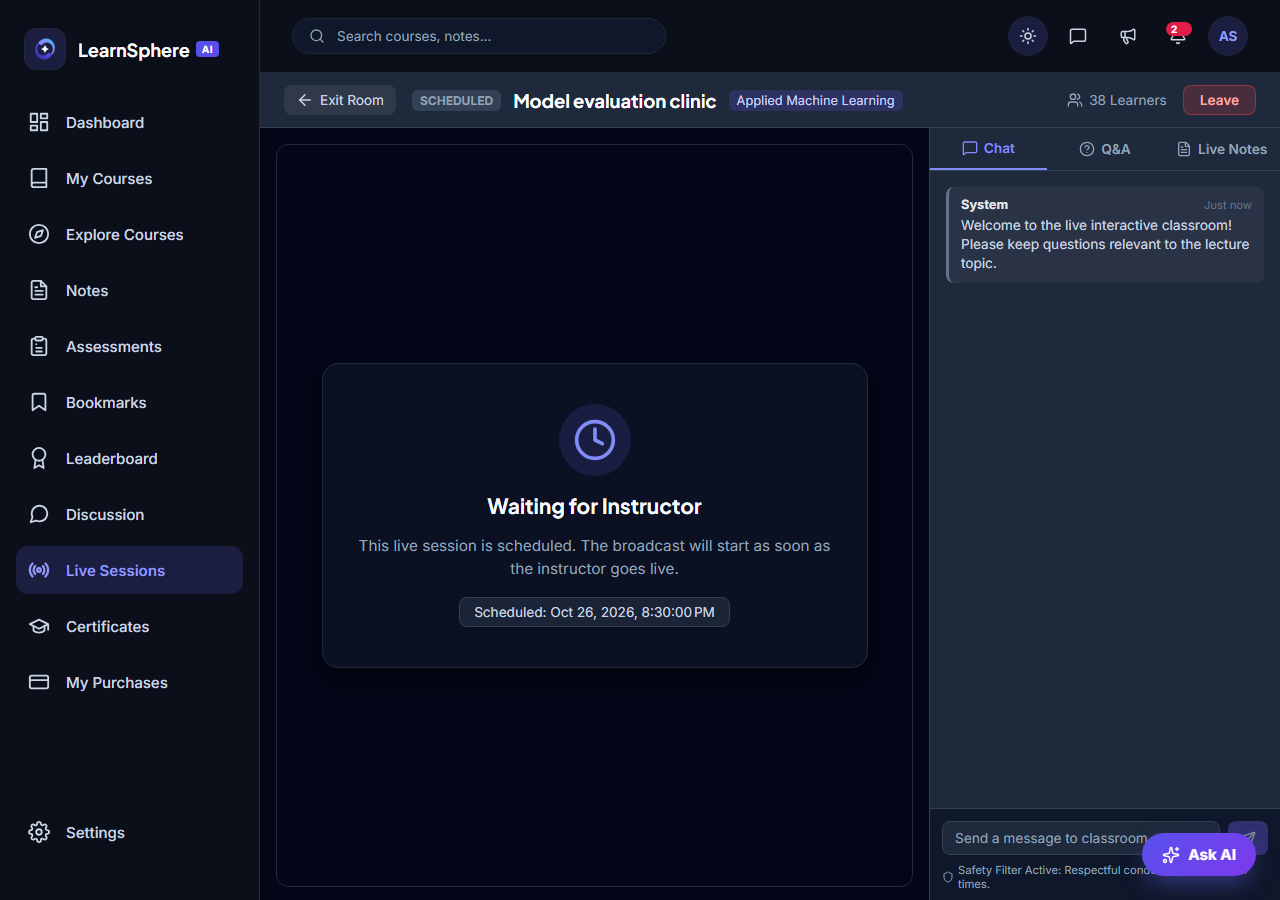 LearnSphere AI
Search courses, notes...
2
AS
Dashboard
My Courses
Explore Courses
Notes
Assessments
Bookmarks
Leaderboard
Discussion
Live Sessions
Certificates
My Purchases
Settings
Exit Room
SCHEDULED
Model evaluation clinic
Applied Machine Learning
38 Learners
Leave
Waiting for Instructor
This live session is scheduled. The broadcast will start as soon as
the instructor goes live.
Scheduled: Oct 26, 2026, 8:30:00 PM
Chat
Q&A
Live Notes
System
Just now
Welcome to the live interactive classroom!
Please keep questions relevant to the lecture
topic.
Send a message to classroom
Ask AI
Safety Filter Active: Respectful
times.